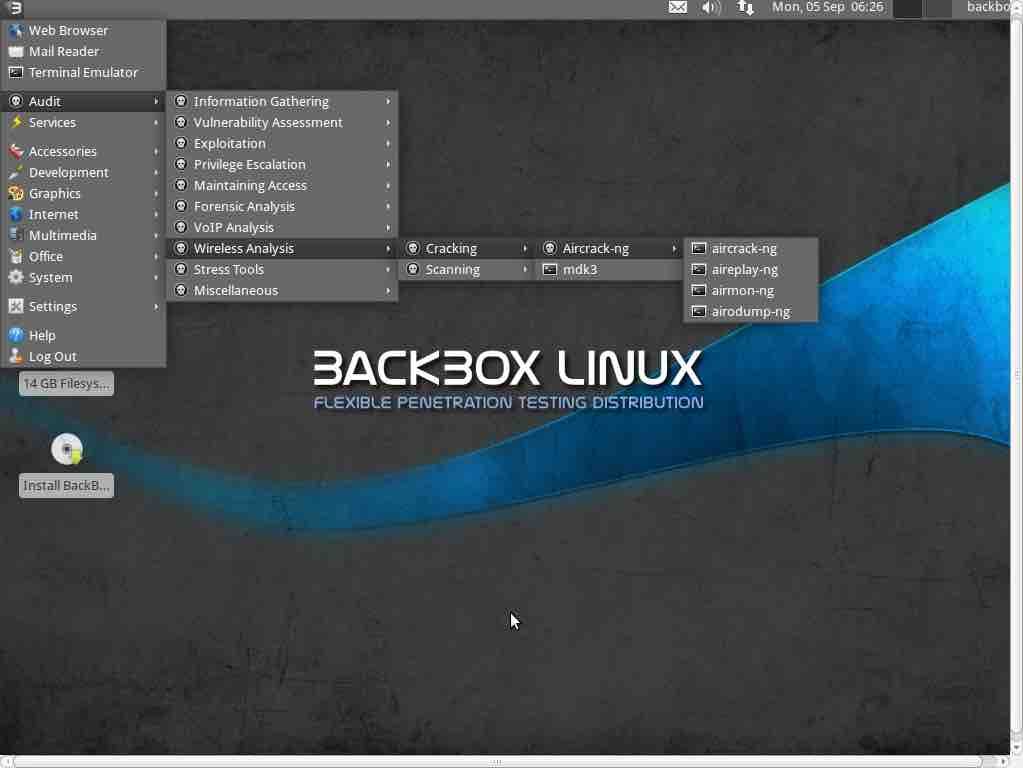 Mon, 05 Sep 06:26
backbo
Web Browser
Mail Reader
Terminal Emulator
Audit
Services
Accessories
Development
Graphics
Internet
Multimedia
Office
System
Settings
Help
Log Out
Information Gathering
Vulnerability Assessment
Exploitation
Privilege Escalation
Maintaining Access
Forensic Analysis
VoIP Analysis
Wireless Analysis
Stress Tools
Miscellaneous
Cracking
Scanning
Aircrack-ng
mdk3
aircrack-ng
aireplay-ng
airmon-ng
airodump-ng
BACKBOX LINUX
FLEXIBLE PENETRATION TESTING DISTRIBUTION
14 GB Filesys...
Install BackB...